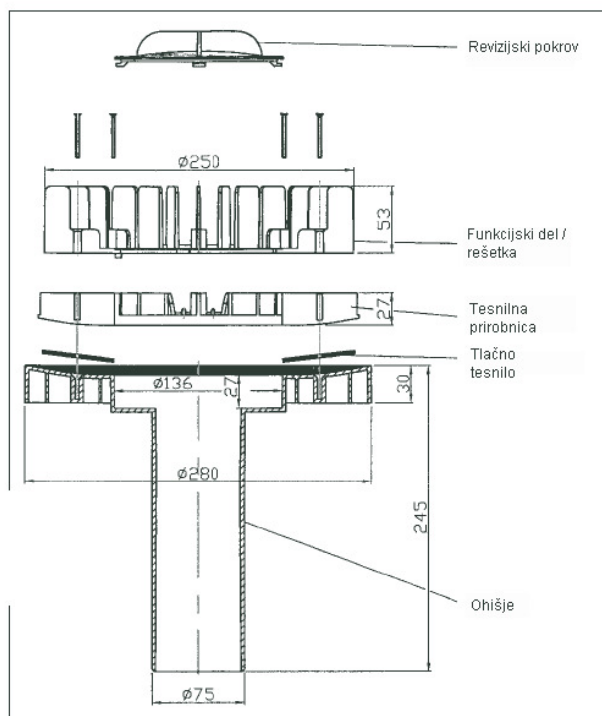 Revizijski pokrov
ø250
53
Funkcijski del /
rešetka
27
Tesnilna
prirobnica
Tlačno
tesnilo
ø136
27
30
ø280
245
Ohišje
ø75